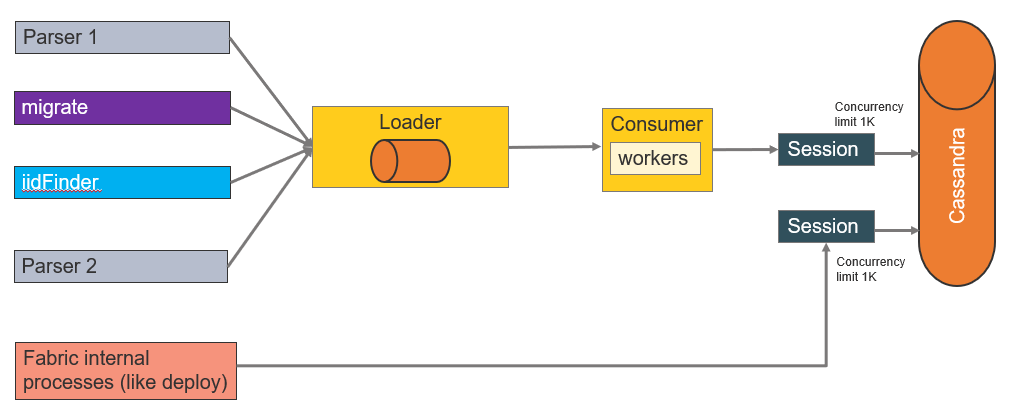 Parser 1
migrate
iidFinder
Parser 2
Fabric internal
processes (like deploy)
Loader
Consumer
workers
Concurrency
limit 1K
Session
Session
Concurrency
limit 1K
Cassandra